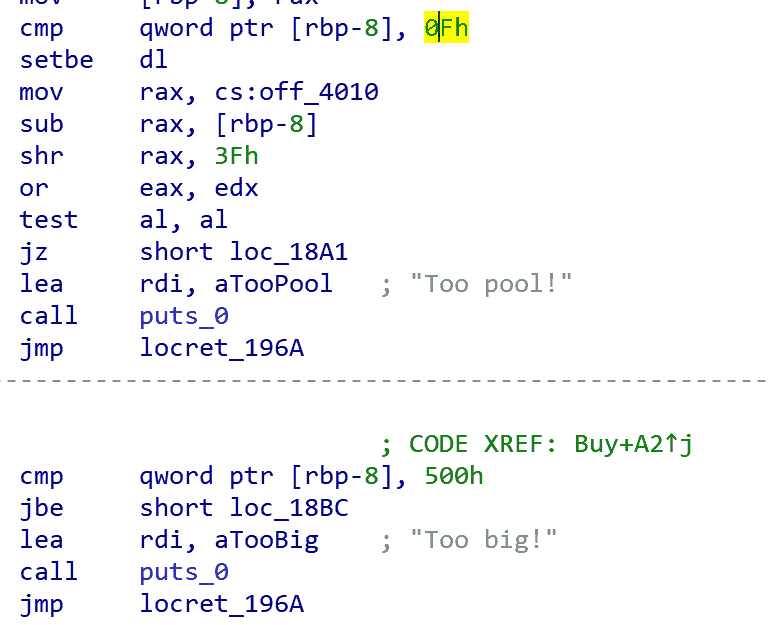 mov [rbp-8], rax
cmp qword ptr [rbp-8], 0Fh
setbe dl
mov rax, cs:off_4010
sub rax, [rbp-8]
shr rax, 3Fh
or eax, edx
test al, al
jz short loc_18A1
lea rdi, aTooPool ; "Too pool!"
call puts_0
jmp locret_196A
; CODE XREF: Buy+A2↑j
cmp qword ptr [rbp-8], 500h
jbe short loc_18BC
lea rdi, aTooBig ; "Too big!"
call puts_0
jmp locret_196A